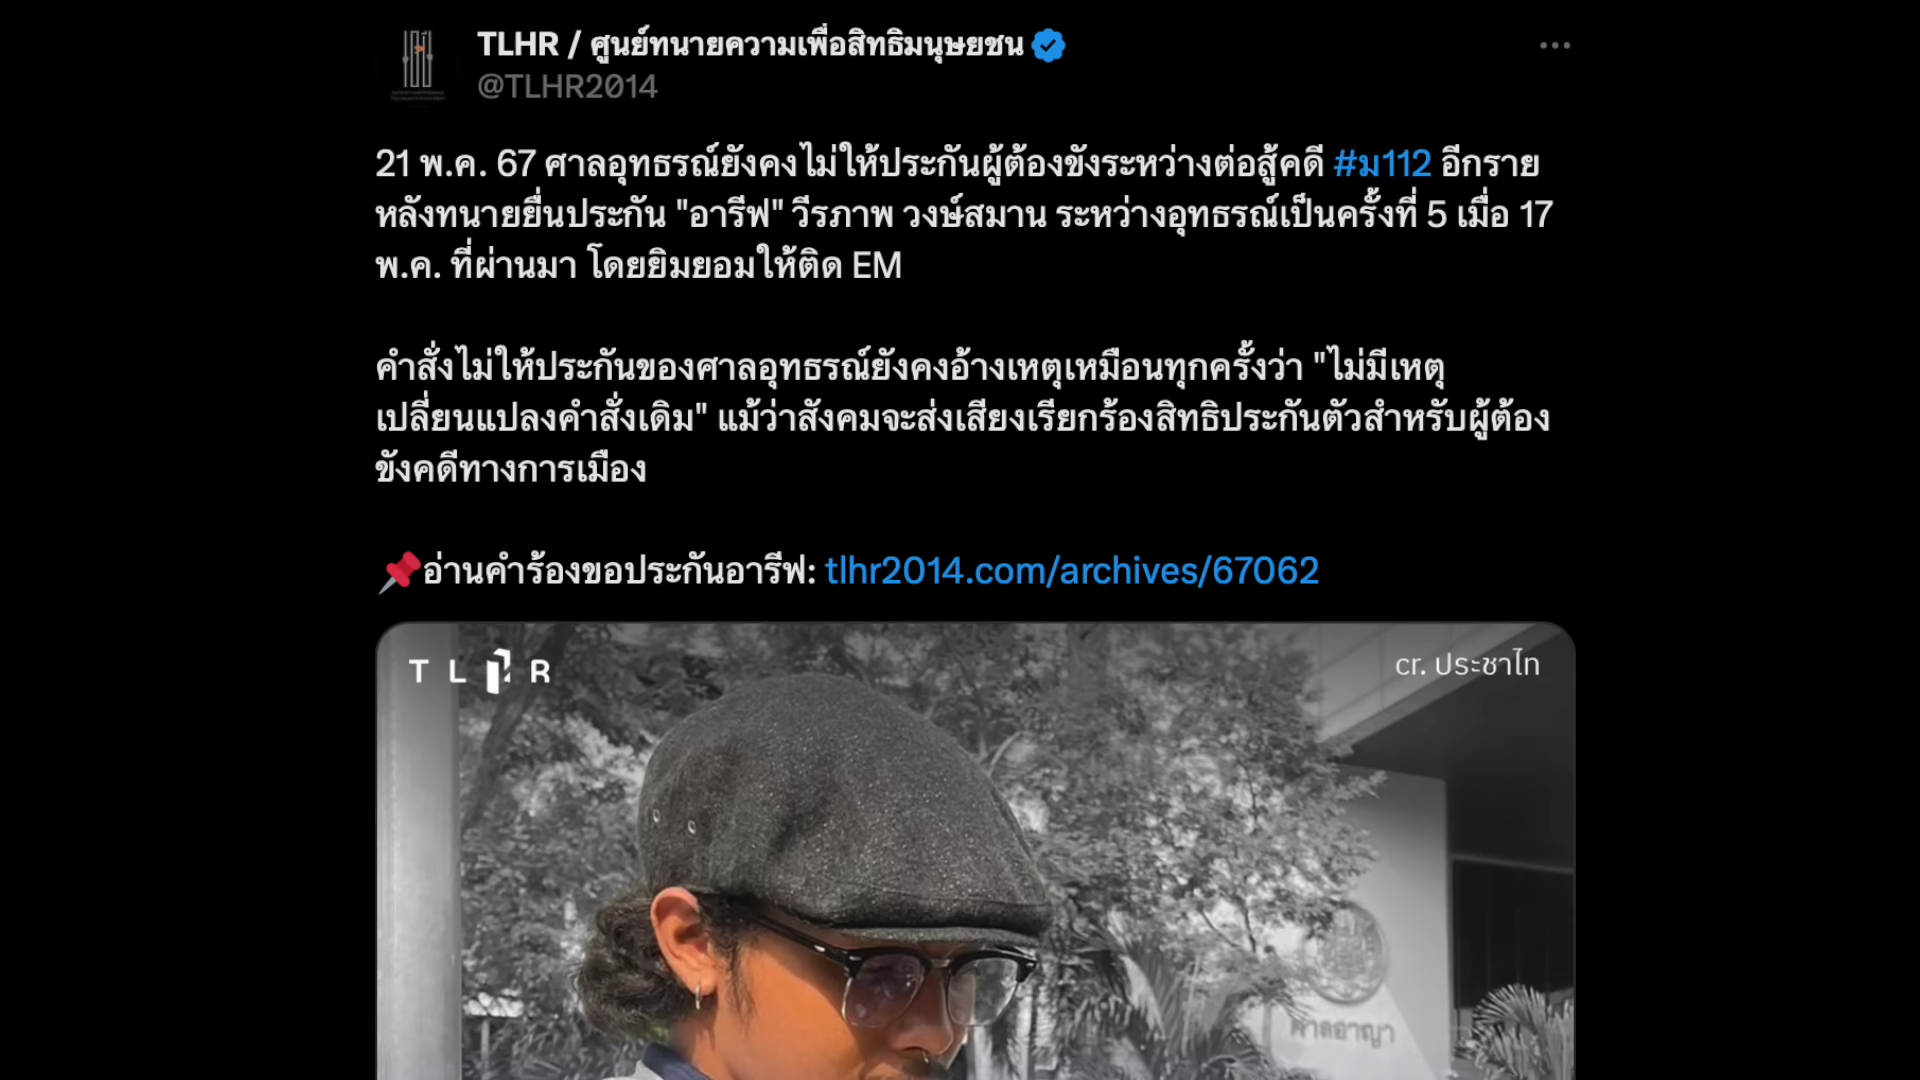 TLHR / ศูนย์ทนายความเพื่อสิทธิมนุษยชน
@TLHR2014
21 พ.ค. 67 ศาลอุทธรณ์ยังคงไม่ให้ประกันผู้ต้องขังระหว่างต่อสู้คดี #ม112 อีกราย
หลังทนายยื่นประกัน "อารีฟ" วีรภาพ วงษ์สมาน ระหว่างอุทธรณ์เป็นครั้งที่ 5 เมื่อ 17
พ.ค. ที่ผ่านมา โดยยิมยอมให้ติด EM
คำสั่งไม่ให้ประกันของศาลอุทธรณ์ยังคงอ้างเหตุเหมือนทุกครั้งว่า "ไม่มีเหตุ
เปลี่ยนแปลงคำสั่งเดิม" แม้ว่าสังคมจะส่งเสียงเรียกร้องสิทธิประกันตัวสำหรับผู้ต้อง
ขังคดีทางการเมือง
📌อ่านคำร้องขอประกันอารีฟ: tlhr2014.com/archives/67062
T L H R
cr. ประชาไท
ศาลอาญา